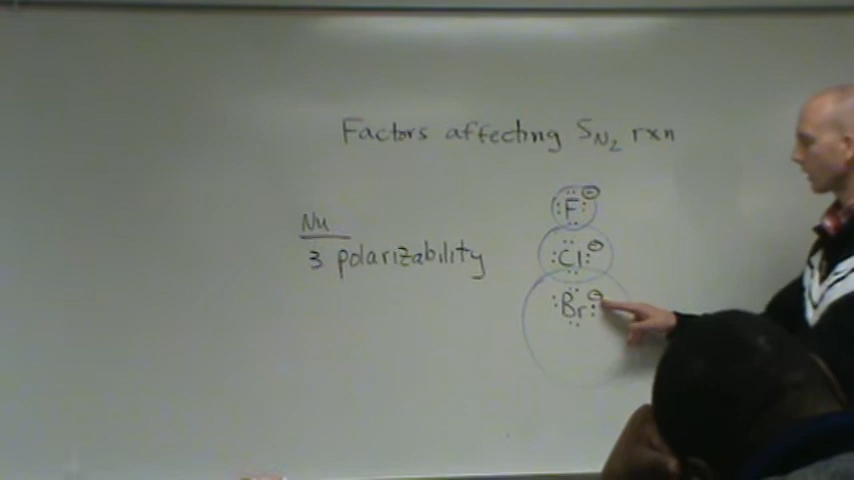 Factors affecting SN2 rxn
Nu
3 polarizability
:F: ⊖
:Cl: ⊖
:Br: ⊖